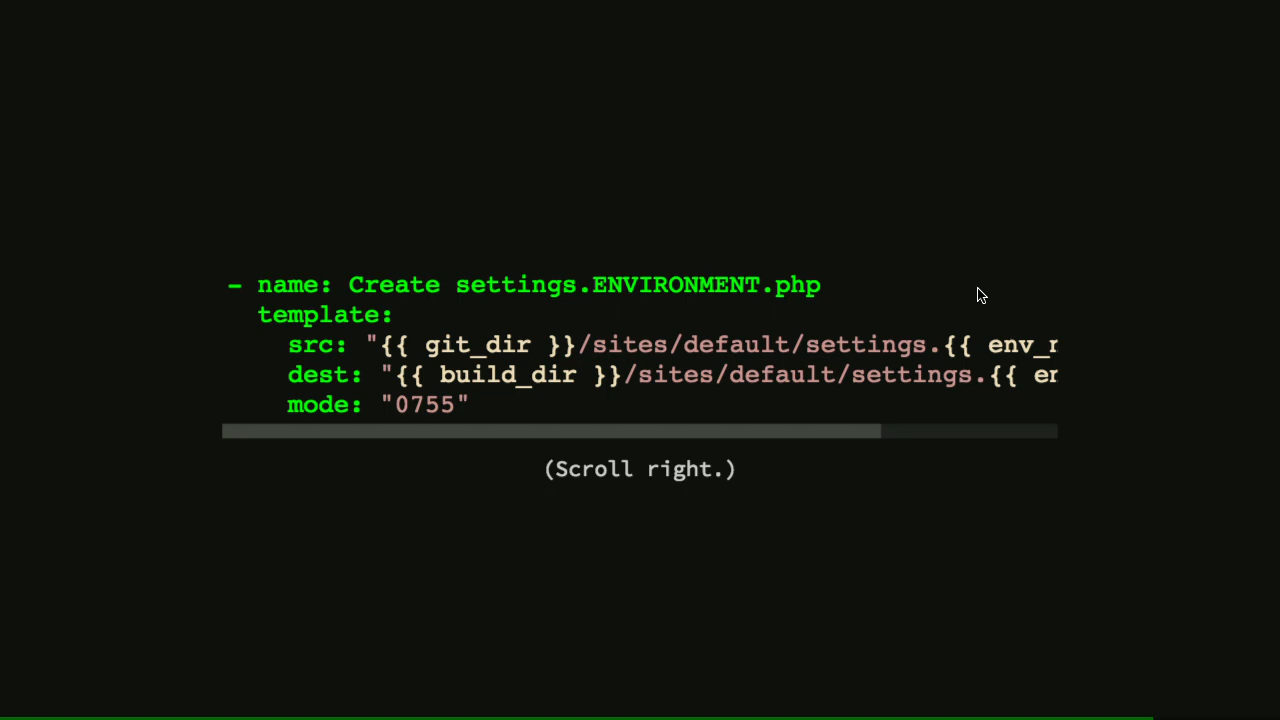 - name: Create settings.ENVIRONMENT.php
  template:
    src: "{{ git_dir }}/sites/default/settings.{{
    dest: "{{ build_dir }}/sites/default/settings.{{
    mode: "0755"
(Scroll right.)